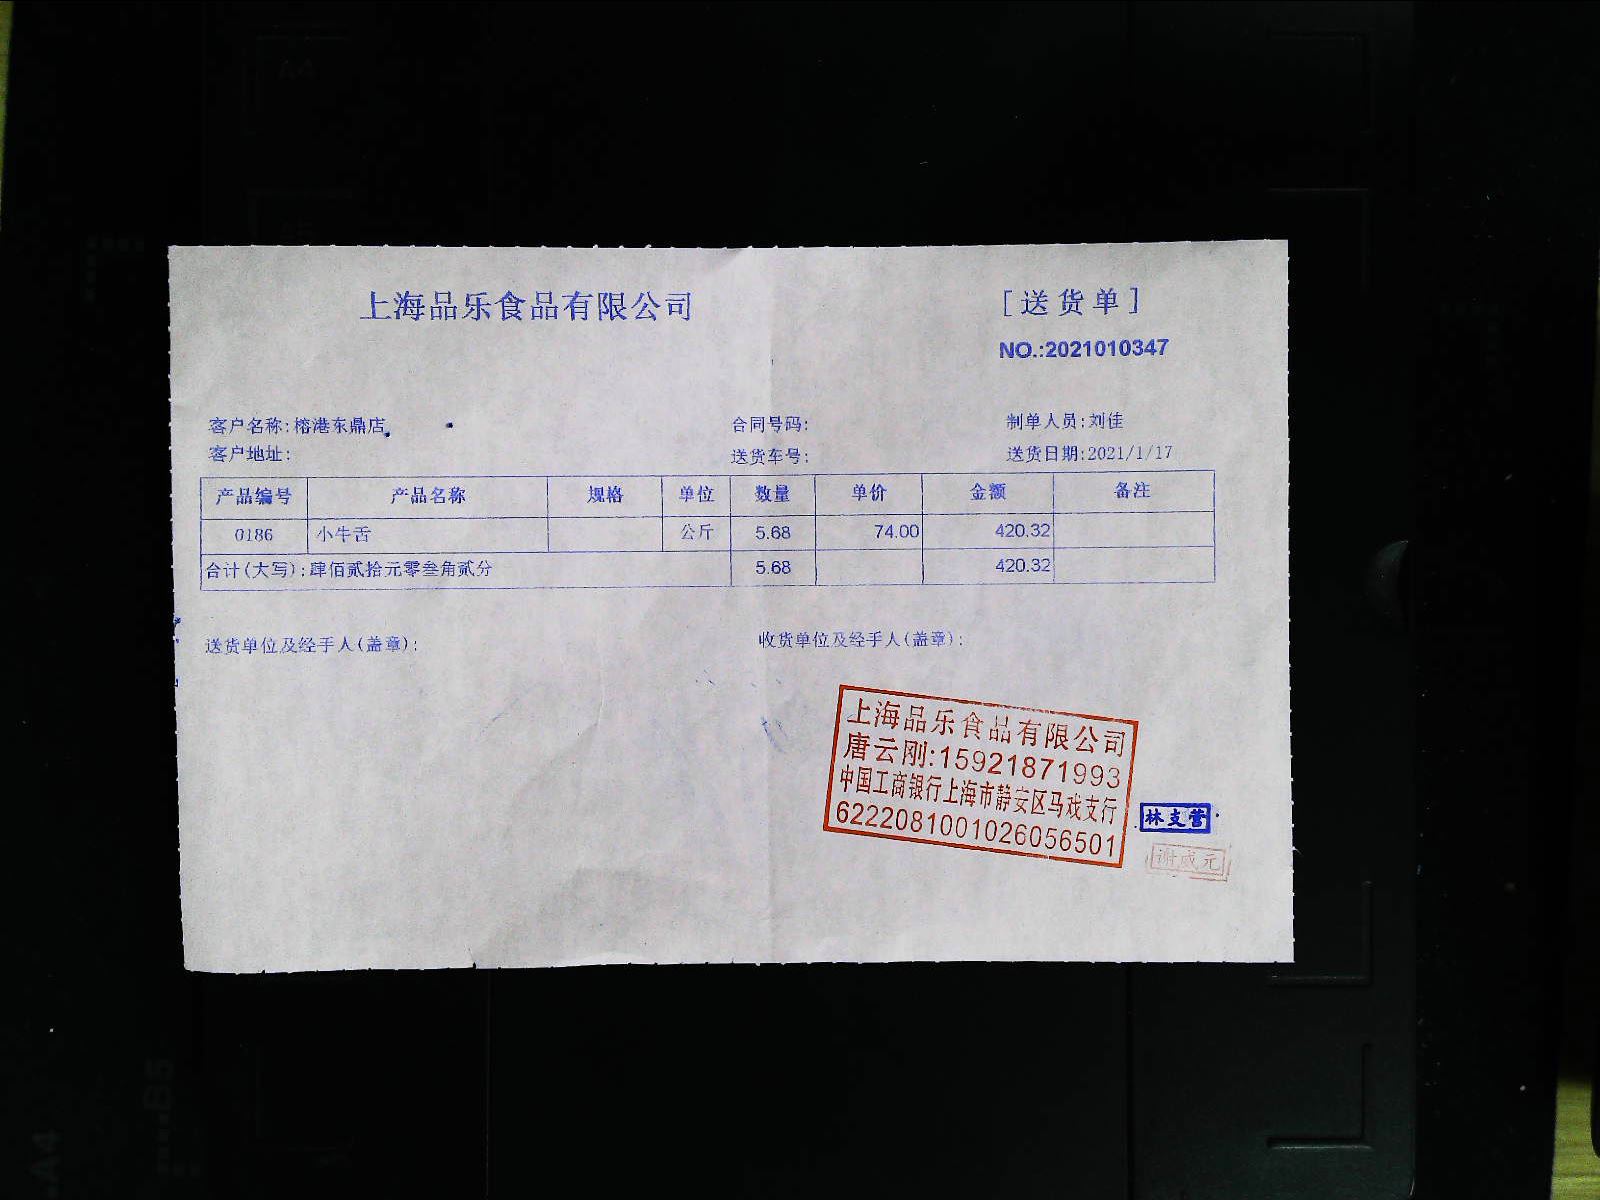 上海品乐食品有限公司
[送货单]
NO.:2021010347
客户名称:榕港东鼎店
合同号码:
制单人员:刘佳
客户地址:
送货车号:
送货日期:2021/1/17
产品编号 产品名称 规格 单位 数量 单价 金额 备注
0186 小牛舌 公斤 5.68 74.00 420.32
合计(大写):肆佰贰拾元零叁角贰分 5.68 420.32
送货单位及经手人(盖章):
收货单位及经手人(盖章):
上海品乐食品有限公司
唐云刚:15921871993
中国工商银行上海市静安区马戏支行
6222081001026056501
林支营
谢成元
A4
B5
A4